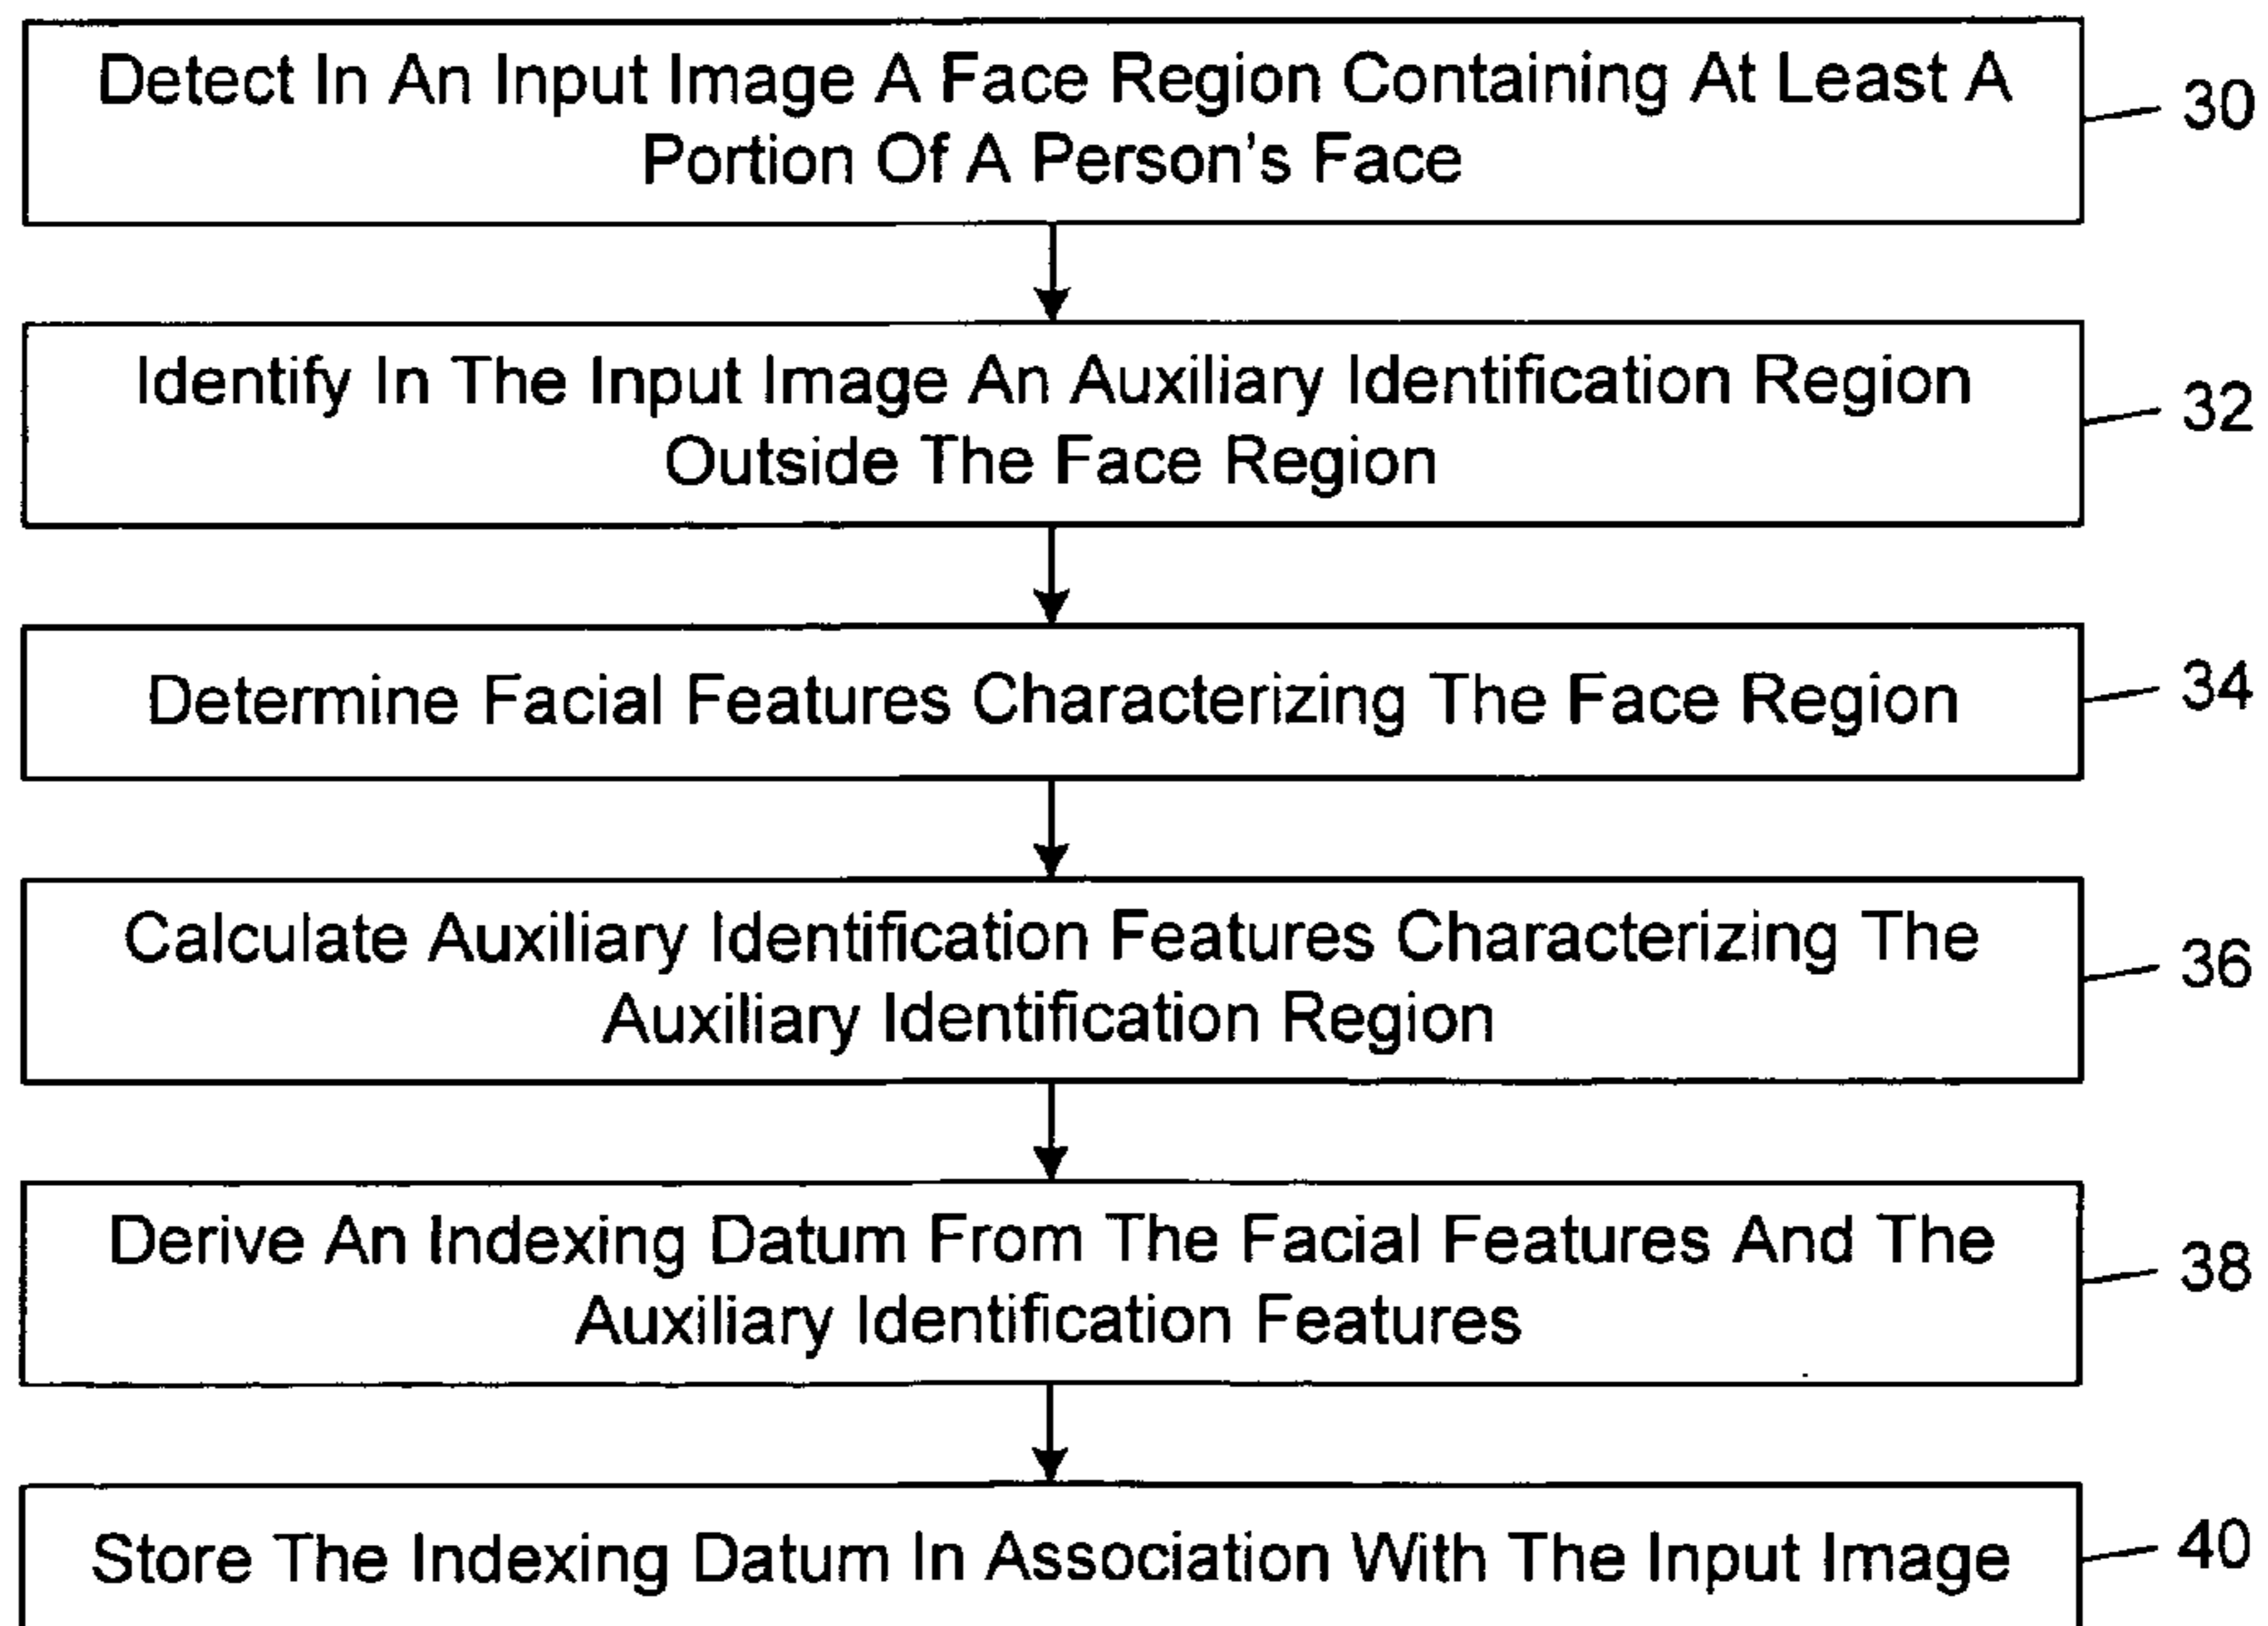 Detect In An Input Image A Face Region Containing At Least A
Portion Of A Person's Face
30
Identify In The Input Image An Auxiliary Identification Region
Outside The Face Region
32
Determine Facial Features Characterizing The Face Region
34
Calculate Auxiliary Identification Features Characterizing The
Auxiliary Identification Region
36
Derive An Indexing Datum From The Facial Features And The
Auxiliary Identification Features
38
Store The Indexing Datum In Association With The Input Image
40